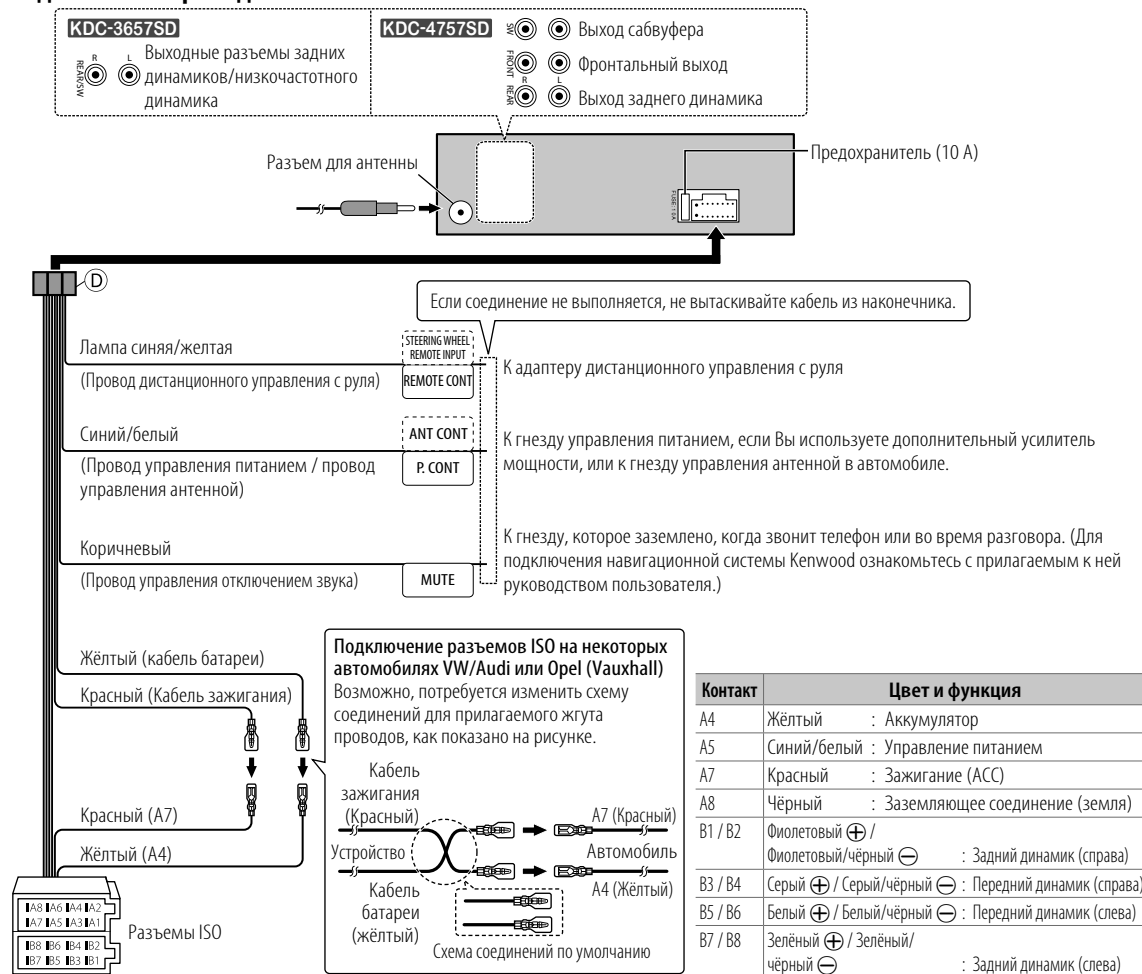 KDC-3657SD
R L
REAR/SW
Выходные разъемы задних
динамиков/низкочастотного
динамика
KDC-4757SD
SW
Выход сабвуфера
FRONT
Фронтальный выход
R L
REAR
Выход заднего динамика
Разъем для антенны
Предохранитель (10 A)
FUSE 10A
D
Если соединение не выполняется, не вытаскивайте кабель из наконечника.
Лампа синяя/желтая
(Провод дистанционного управления с руля)
STEERING WHEEL
REMOTE INPUT
REMOTE CONT
К адаптеру дистанционного управления с руля
Синий/белый
(Провод управления питанием / провод
управления антенной)
ANT CONT
P. CONT
К гнезду управления питанием, если Вы используете дополнительный усилитель
мощности, или к гнезду управления антенной в автомобиле.
Коричневый
(Провод управления отключением звука)
MUTE
К гнезду, которое заземлено, когда звонит телефон или во время разговора. (Для
подключения навигационной системы Kenwood ознакомьтесь с прилагаемым к ней
руководством пользователя.)
Жёлтый (кабель батареи)
Красный (Кабель зажигания)
Красный (A7)
Жёлтый (A4)
A8 A6 A4 A2
A7 A5 A3 A1
B8 B6 B4 B2
B7 B5 B3 B1
Разъемы ISO
Подключение разъемов ISO на некоторых
автомобилях VW/Audi или Opel (Vauxhall)
Возможно, потребуется изменить схему
соединений для прилагаемого жгута
проводов, как показано на рисунке.
Кабель
зажигания
(Красный)
A7 (Красный)
Устройство
Автомобиль
Кабель
батареи
(жёлтый)
A4 (Жёлтый)
Схема соединений по умолчанию
Контакт Цвет и функция
A4 Жёлтый : Аккумулятор
A5 Синий/белый : Управление питанием
A7 Красный : Зажигание (ACC)
A8 Чёрный : Заземляющее соединение (земля)
B1 / B2 Фиолетовый ⊕ /
Фиолетовый/чёрный ⊖ : Задний динамик (справа)
B3 / B4 Серый ⊕ / Серый/чёрный ⊖ : Передний динамик (справа)
B5 / B6 Белый ⊕ / Белый/чёрный ⊖ : Передний динамик (слева)
B7 / B8 Зелёный ⊕ / Зелёный/
чёрный ⊖ : Задний динамик (слева)